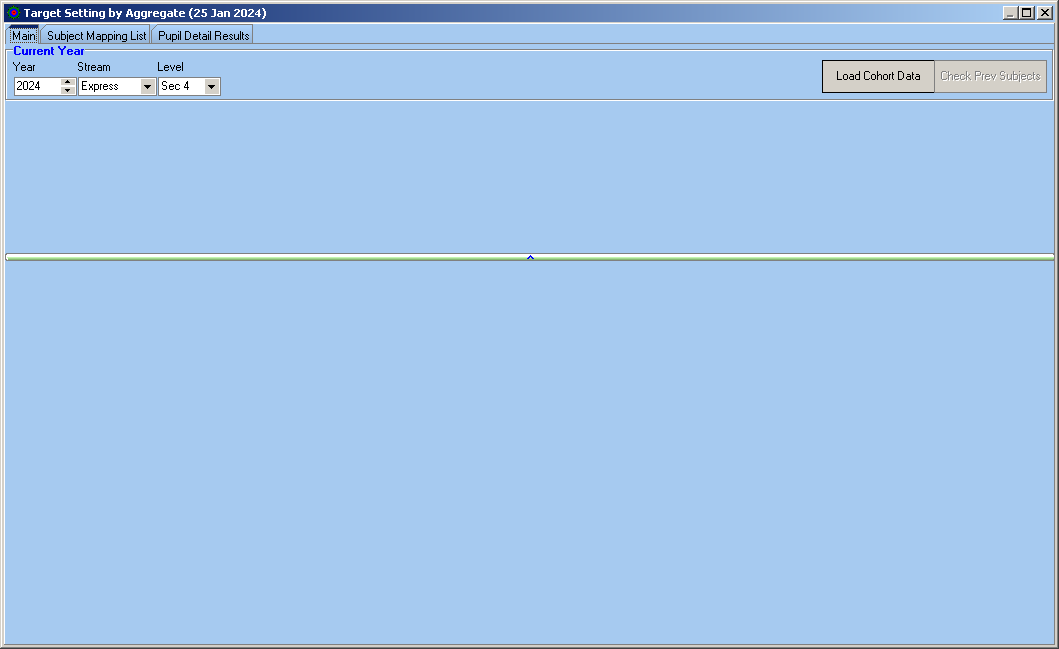 Target Setting by Aggregate (25 Jan 2024)
Main Subject Mapping List Pupil Detail Results
Current Year
Year Stream Level
2024 Express Sec 4
Load Cohort Data Check Prev Subjects